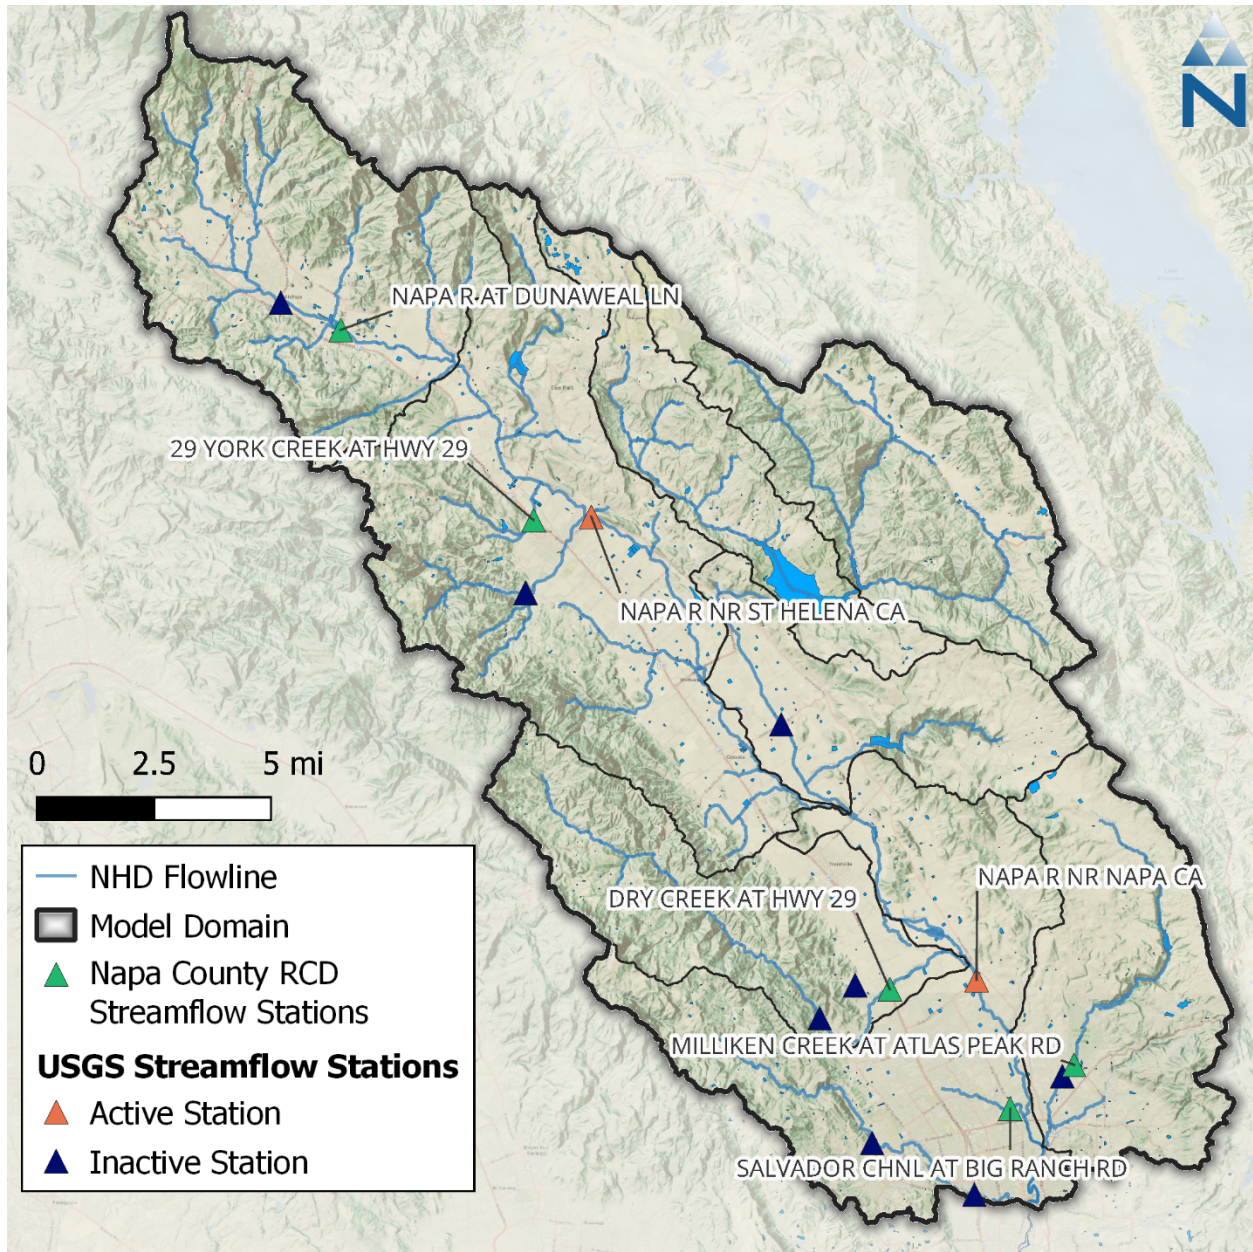 N
NAPA R AT DUNAWEAL LN
29 YORK CREEK AT HWY 29
NAPA R NR ST HELENA CA
0 2.5 5 mi
NHD Flowline
Model Domain
Napa County RCD
Streamflow Stations
USGS Streamflow Stations
Active Station
Inactive Station
NAPA R NR NAPA CA
DRY CREEK AT HWY 29
MILLIKEN CREEK AT ATLAS PEAK RD
SALVADOR CHNL AT BIG RANCH RD